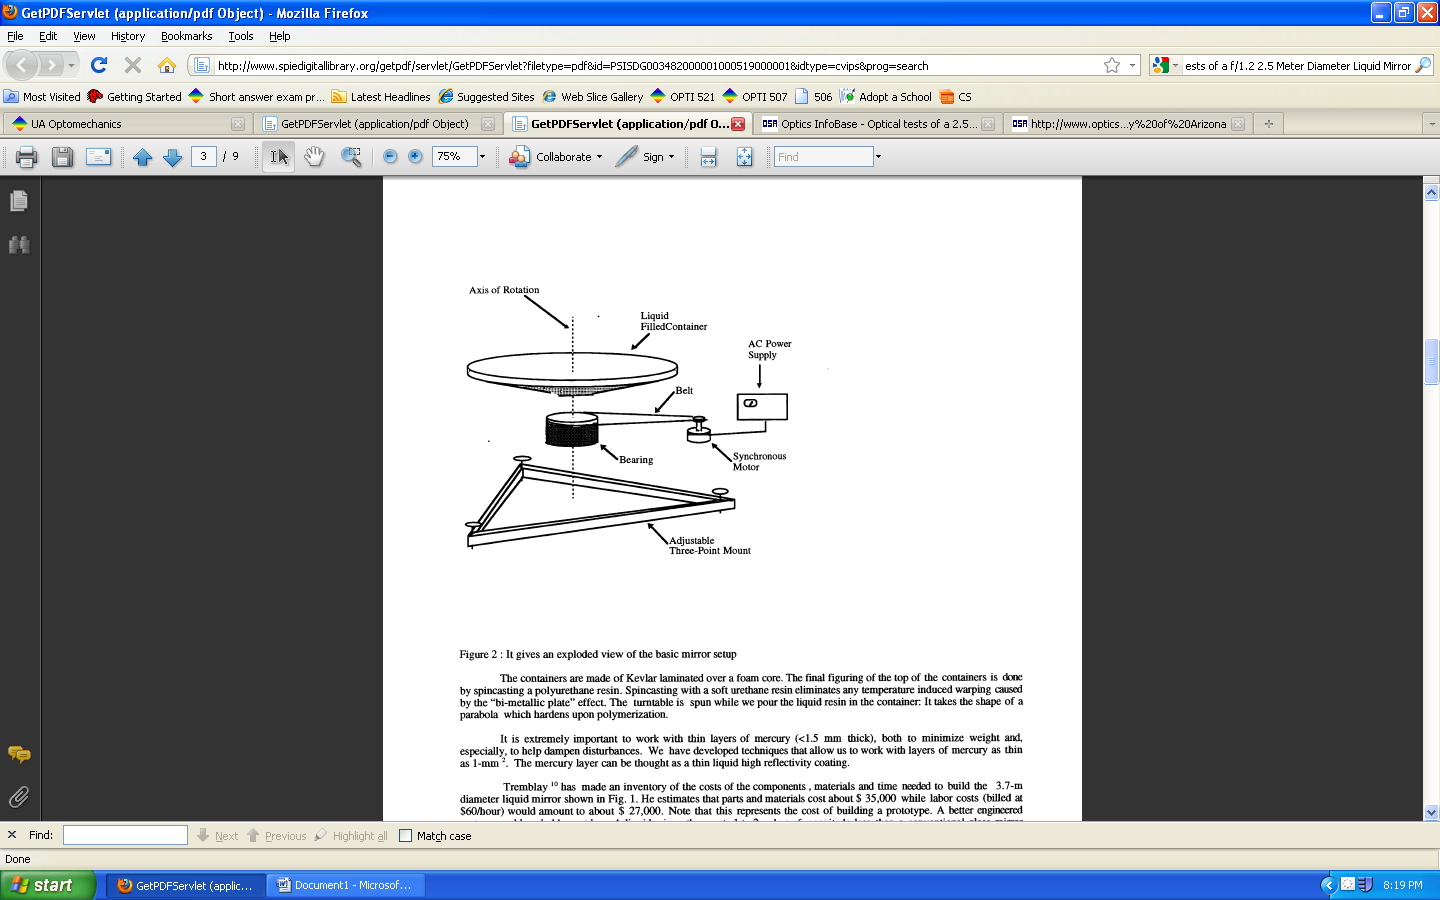 GetPDFServlet (application/pdf Object) - Mozilla Firefox
File Edit View History Bookmarks Tools Help
http://www.spiedigitallibrary.org/getpdf/servlet/GetPDFServlet?filetype=pdf&id=PSISDG003482000001000519000001&idtype=cvips&prog=search
ests of a f/1.2 2.5 Meter Diameter Liquid Mirror
Most Visited Getting Started Short answer exam pr... Latest Headlines Suggested Sites Web Slice Gallery OPTI 521 OPTI 507 506 Adopt a School CS
UA Optomechanics GetPDFServlet (application/pdf Object) GetPDFServlet (application/pdf O... OSA Optics InfoBase - Optical tests of a 2.5... OSA http://www.optics...y%20of%20Arizona
3 / 9 75% Collaborate Sign Find
Axis of Rotation
Liquid
FilledContainer
AC Power
Supply
Belt
Bearing
Synchronous
Motor
Adjustable
Three-Point Mount
Figure 2 : It gives an exploded view of the basic mirror setup
The containers are made of Kevlar laminated over a foam core. The final figuring of the top of the containers is done
by spincasting a polyurethane resin. Spincasting with a soft urethane resin eliminates any temperature induced warping caused
by the "bi-metallic plate" effect. The turntable is spun while we pour the liquid resin in the container: It takes the shape of a
parabola which hardens upon polymerization.
It is extremely important to work with thin layers of mercury (<1.5 mm thick), both to minimize weight and,
especially, to help dampen disturbances. We have developed techniques that allow us to work with layers of mercury as thin
as 1-mm 2. The mercury layer can be thought as a thin liquid high reflectivity coating.
Tremblay 10 has made an inventory of the costs of the components , materials and time needed to build the 3.7-m
diameter liquid mirror shown in Fig. 1. He estimates that parts and materials cost about $ 35,000 while labor costs (billed at
$60/hour) would amount to about $ 27,000. Note that this represents the cost of building a prototype. A better engineered
Find: Next Previous Highlight all Match case
Done
start GetPDFServlet (applic... Document1 - Microsof... 8:19 PM